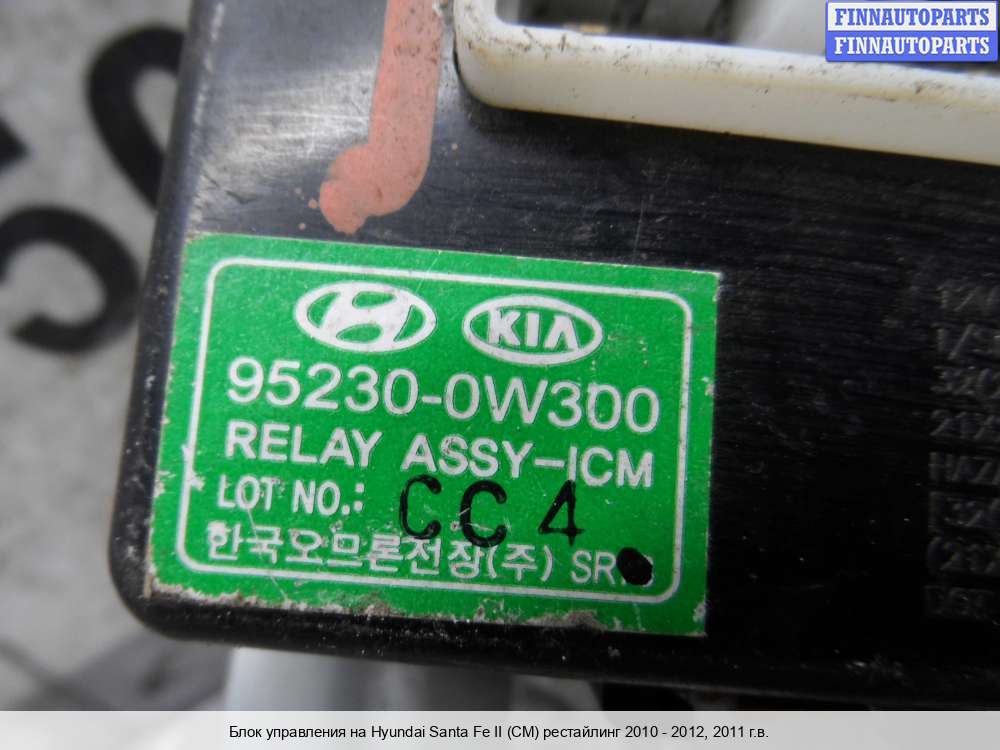 FINNAUTOPARTS
FINNAUTOPARTS
KIA
95230-0W300
RELAY ASSY-ICM
LOT NO.: CC4
한국오므론전장(주)
Блок управления на Hyundai Santa Fe II (CM) рестайлинг 2010 - 2012, 2011 г.в.